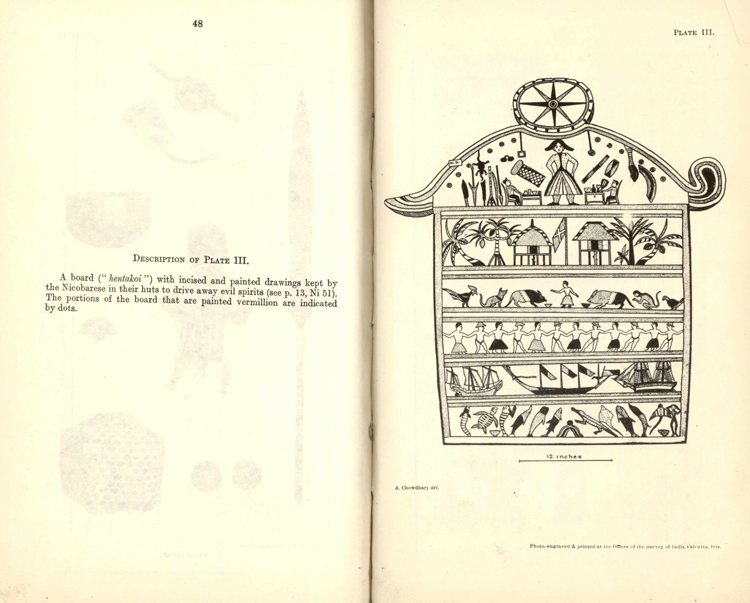 48
DESCRIPTION OF PLATE III.
A board (“ hentakoi ”) with incised and painted drawings kept by
the Nicobarese in their huts to drive away evil spirits (see p. 13, Ni 51).
The portions of the board that are painted vermillion are indicated
by dots.
PLATE III.
12 inches
A. Chowdhary del.
Photo.-engraved & printed at the Offices of the Survey of India, Calcutta,